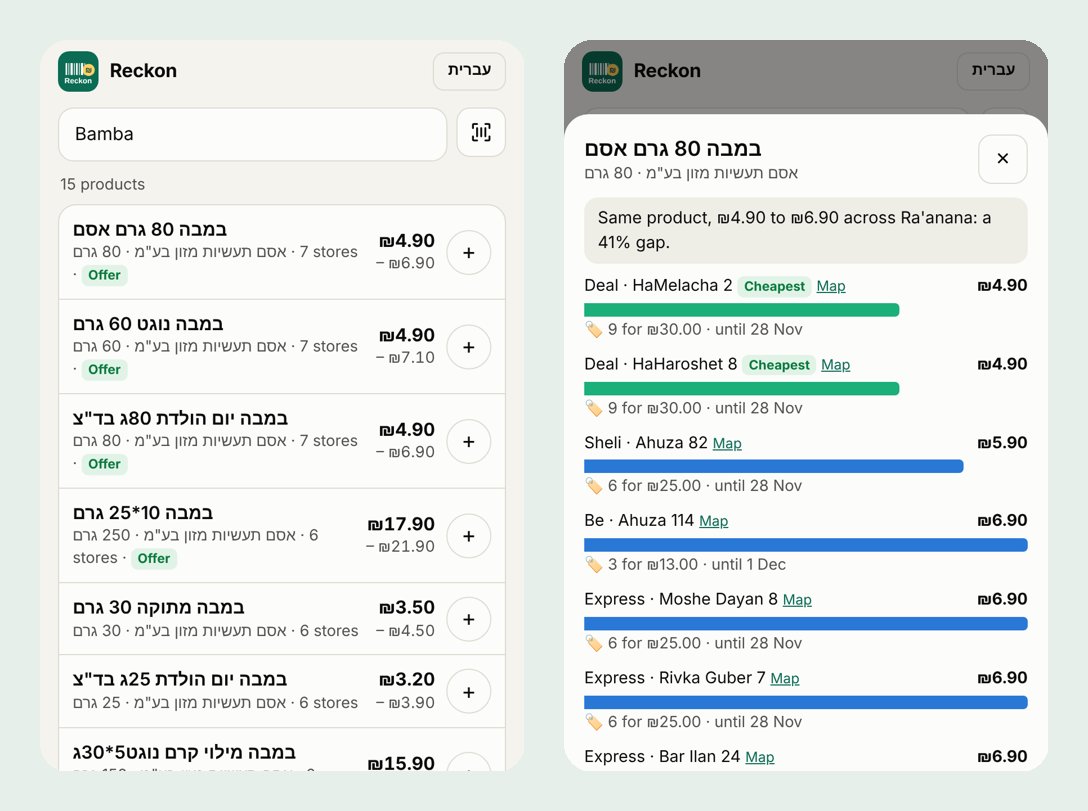 Reckon
Reckon
עברית
Bamba
15 products
במבה 80 גרם אסם
אסם תעשיות מזון בע"מ · 80 גרם · 7 stores
· Offer
₪4.90
– ₪6.90
+
במבה נוגט 60 גרם
אסם תעשיות מזון בע"מ · 60 גרם · 7 stores
· Offer
₪4.90
– ₪7.10
+
במבה יום הולדת 80ג בד"צ
אסם תעשיות מזון בע"מ · 80 גרם · 7 stores
· Offer
₪4.90
– ₪6.90
+
במבה 10*25 גרם
אסם תעשיות מזון בע"מ · 250 גרם · 6
stores · Offer
₪17.90
– ₪21.90
+
במבה מתוקה 30 גרם
אסם תעשיות מזון בע"מ · 30 גרם · 6 stores
₪3.50
– ₪4.50
+
במבה יום הולדת 25ג בד"צ
אסם תעשיות מזון בע"מ · 25 גרם · 6 stores
₪3.20
– ₪3.90
+
במבה מילוי קרם נוגט5*30ג
₪15.90
Reckon
Reckon
עברית
במבה 80 גרם אסם
אסם תעשיות מזון בע"מ · 80 גרם
×
Same product, ₪4.90 to ₪6.90 across Ra'anana: a
41% gap.
Deal · HaMelacha 2 Cheapest Map ₪4.90
9 for ₪30.00 · until 28 Nov
Deal · HaHaroshet 8 Cheapest Map ₪4.90
9 for ₪30.00 · until 28 Nov
Sheli · Ahuza 82 Map ₪5.90
6 for ₪25.00 · until 28 Nov
Be · Ahuza 114 Map ₪6.90
3 for ₪13.00 · until 1 Dec
Express · Moshe Dayan 8 Map ₪6.90
6 for ₪25.00 · until 28 Nov
Express · Rivka Guber 7 Map ₪6.90
6 for ₪25.00 · until 28 Nov
Express · Bar Ilan 24 Map ₪6.90